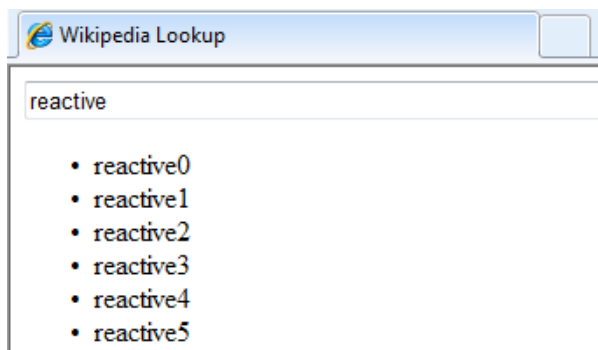 Wikipedia Lookup
reactive
• reactive0
• reactive1
• reactive2
• reactive3
• reactive4
• reactive5